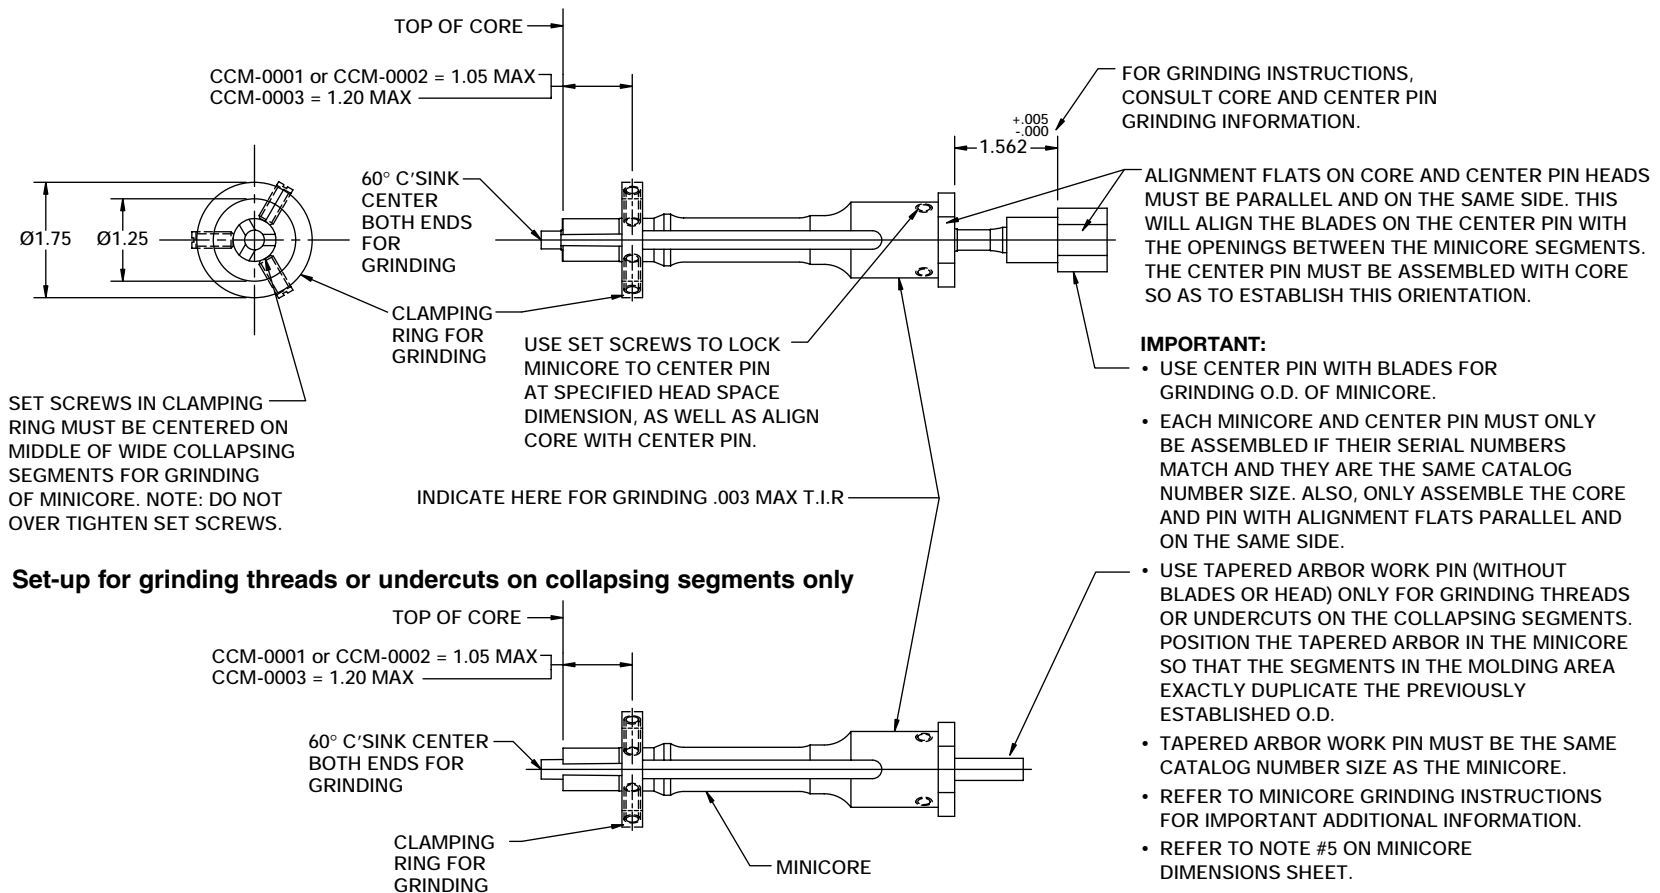 TOP OF CORE
CCM-0001 or CCM-0002 = 1.05 MAX
CCM-0003 = 1.20 MAX
FOR GRINDING INSTRUCTIONS,
CONSULT CORE AND CENTER PIN
GRINDING INFORMATION.
+.005
-.000
1.562
60° C'SINK
CENTER
BOTH ENDS
FOR
GRINDING
Ø1.75
Ø1.25
ALIGNMENT FLATS ON CORE AND CENTER PIN HEADS
MUST BE PARALLEL AND ON THE SAME SIDE. THIS
WILL ALIGN THE BLADES ON THE CENTER PIN WITH
THE OPENINGS BETWEEN THE MINICORE SEGMENTS.
THE CENTER PIN MUST BE ASSEMBLED WITH CORE
SO AS TO ESTABLISH THIS ORIENTATION.
CLAMPING
RING FOR
GRINDING
USE SET SCREWS TO LOCK
MINICORE TO CENTER PIN
AT SPECIFIED HEAD SPACE
DIMENSION, AS WELL AS ALIGN
CORE WITH CENTER PIN.
SET SCREWS IN CLAMPING
RING MUST BE CENTERED ON
MIDDLE OF WIDE COLLAPSING
SEGMENTS FOR GRINDING
OF MINICORE. NOTE: DO NOT
OVER TIGHTEN SET SCREWS.
INDICATE HERE FOR GRINDING .003 MAX T.I.R
IMPORTANT:
• USE CENTER PIN WITH BLADES FOR
GRINDING O.D. OF MINICORE.
• EACH MINICORE AND CENTER PIN MUST ONLY
BE ASSEMBLED IF THEIR SERIAL NUMBERS
MATCH AND THEY ARE THE SAME CATALOG
NUMBER SIZE. ALSO, ONLY ASSEMBLE THE CORE
AND PIN WITH ALIGNMENT FLATS PARALLEL AND
ON THE SAME SIDE.
• USE TAPERED ARBOR WORK PIN (WITHOUT
BLADES OR HEAD) ONLY FOR GRINDING THREADS
OR UNDERCUTS ON THE COLLAPSING SEGMENTS.
POSITION THE TAPERED ARBOR IN THE MINICORE
SO THAT THE SEGMENTS IN THE MOLDING AREA
EXACTLY DUPLICATE THE PREVIOUSLY
ESTABLISHED O.D.
• TAPERED ARBOR WORK PIN MUST BE THE SAME
CATALOG NUMBER SIZE AS THE MINICORE.
• REFER TO MINICORE GRINDING INSTRUCTIONS
FOR IMPORTANT ADDITIONAL INFORMATION.
• REFER TO NOTE #5 ON MINICORE
DIMENSIONS SHEET.
Set-up for grinding threads or undercuts on collapsing segments only
TOP OF CORE
CCM-0001 or CCM-0002 = 1.05 MAX
CCM-0003 = 1.20 MAX
60° C'SINK CENTER
BOTH ENDS FOR
GRINDING
CLAMPING
RING FOR
GRINDING
MINICORE